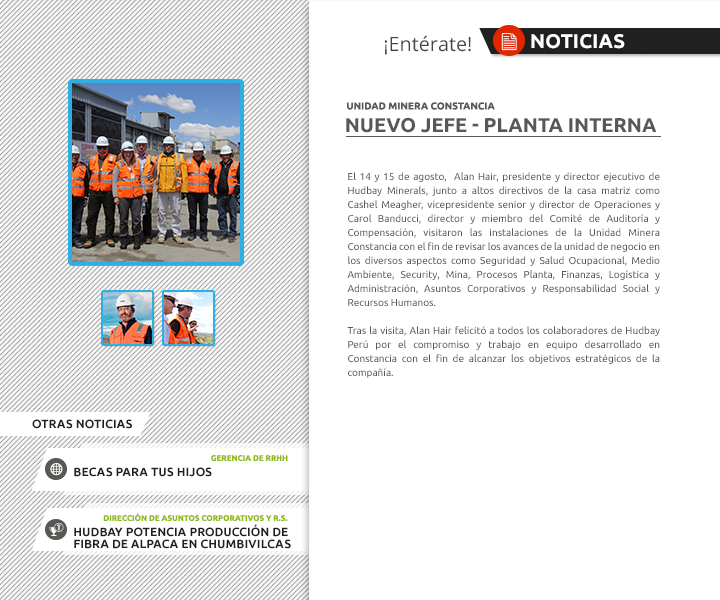 ¡Entérate!
NOTICIAS
UNIDAD MINERA CONSTANCIA
NUEVO JEFE - PLANTA INTERNA
El 14 y 15 de agosto, Alan Hair, presidente y director ejecutivo de
Hudbay Minerals, junto a altos directivos de la casa matriz como
Cashel Meagher, vicepresidente senior y director de Operaciones y
Carol Banducci, director y miembro del Comité de Auditoría y
Compensación, visitaron las instalaciones de la Unidad Minera
Constancia con el fin de revisar los avances de la unidad de negocio en
los diversos aspectos como Seguridad y Salud Ocupacional, Medio
Ambiente, Security, Mina, Procesos Planta, Finanzas, Logística y
Administración, Asuntos Corporativos y Responsabilidad Social y
Recursos Humanos.
Tras la visita, Alan Hair felicitó a todos los colaboradores de Hudbay
Perú por el compromiso y trabajo en equipo desarrollado en
Constancia con el fin de alcanzar los objetivos estratégicos de la
compañía.
OTRAS NOTICIAS
GERENCIA DE RRHH
BECAS PARA TUS HIJOS
DIRECCIÓN DE ASUNTOS CORPORATIVOS Y R.S.
HUDBAY POTENCIA PRODUCCIÓN DE
FIBRA DE ALPACA EN CHUMBIVILCAS